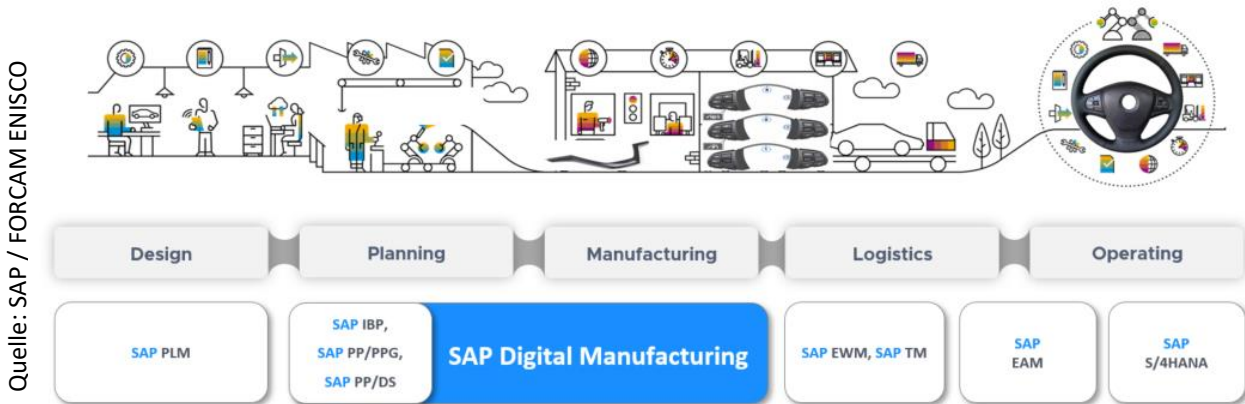 Quelle: SAP / FORCAM ENISCO
Design
Planning
Manufacturing
Logistics
Operating
SAP PLM
SAP IBP,
SAP PP/PPG,
SAP PP/DS
SAP Digital Manufacturing
SAP EWM, SAP TM
SAP
EAM
SAP
S/4HANA